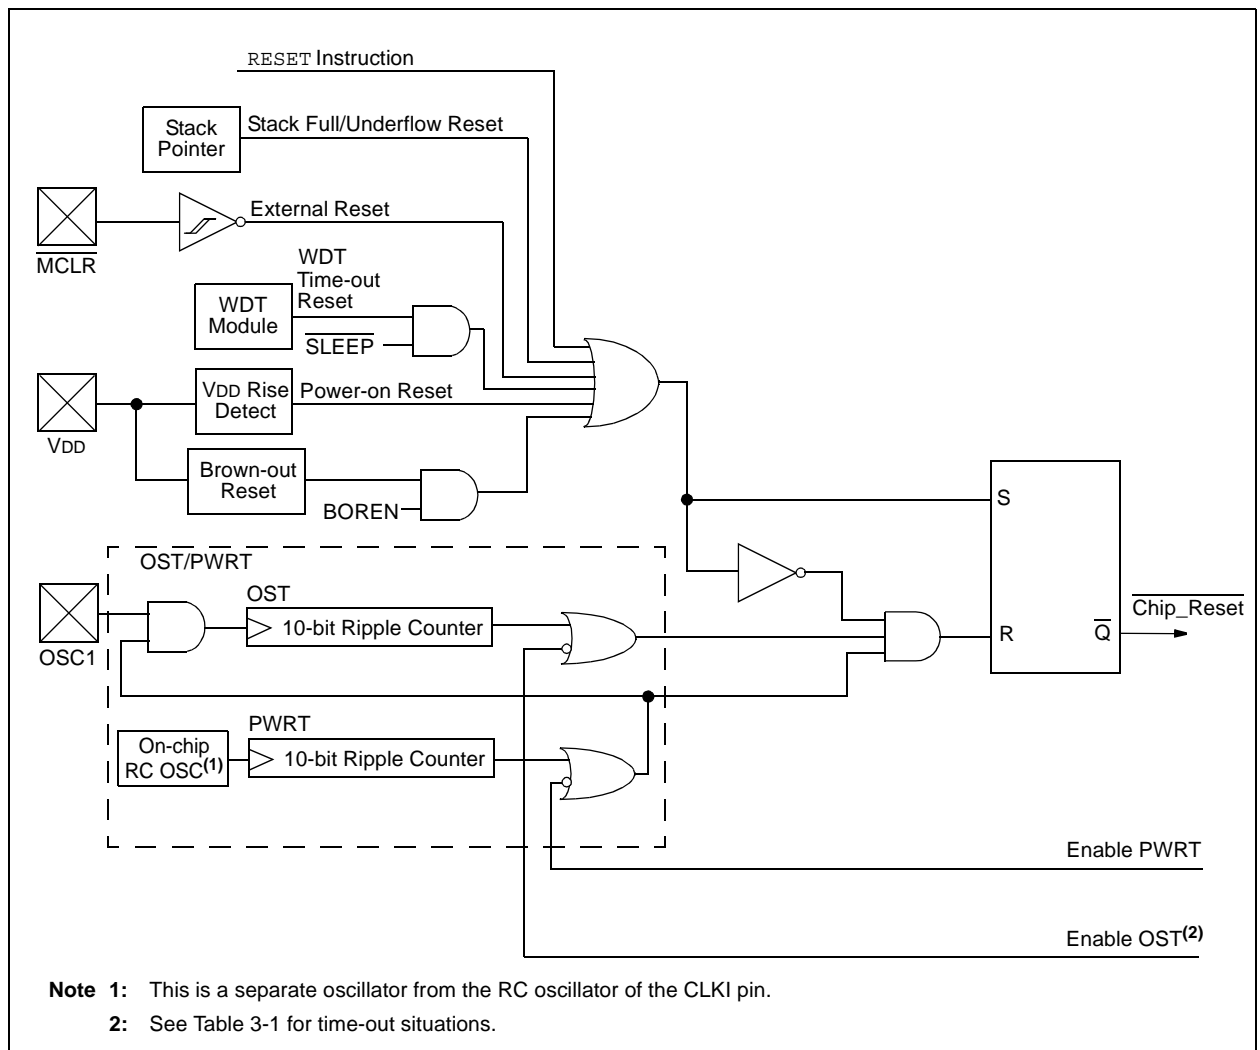 RESET Instruction
Stack
Pointer
Stack Full/Underflow Reset
MCLR
External Reset
WDT
Time-out
Reset
WDT
Module
SLEEP
VDD
VDD Rise
Detect
Power-on Reset
Brown-out
Reset
BOREN
S
R
Q
Chip_Reset
OST/PWRT
OSC1
OST
10-bit Ripple Counter
On-chip
RC OSC(1)
PWRT
10-bit Ripple Counter
Enable PWRT
Enable OST(2)
Note 1: This is a separate oscillator from the RC oscillator of the CLKI pin.
2: See Table 3-1 for time-out situations.